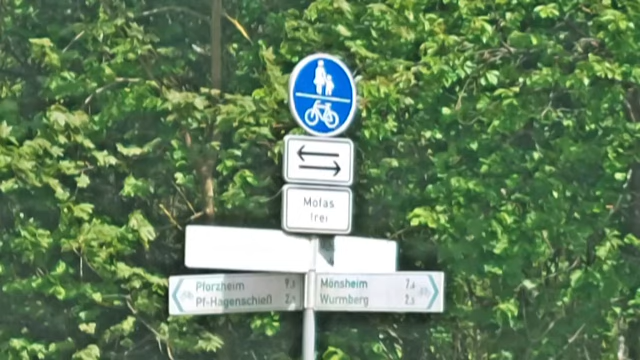 Mofas
frei
Pforzheim
Pf-Hagenschieß
Mönsheim
Wurmberg